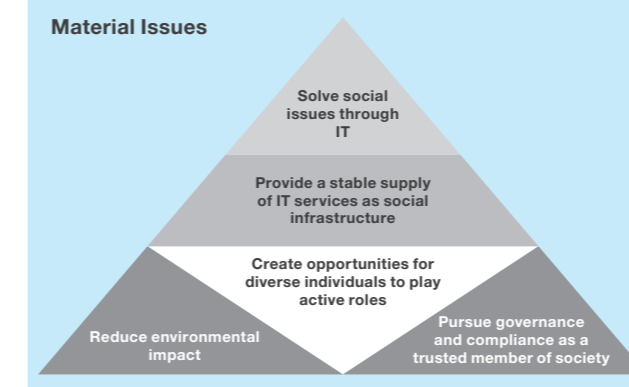 Material Issues
Solve social
issues through
IT
Provide a stable supply
of IT services as social
infrastructure
Create opportunities for
diverse individuals to play
active roles
Reduce environmental
impact
Pursue governance
and compliance as a
trusted member of society